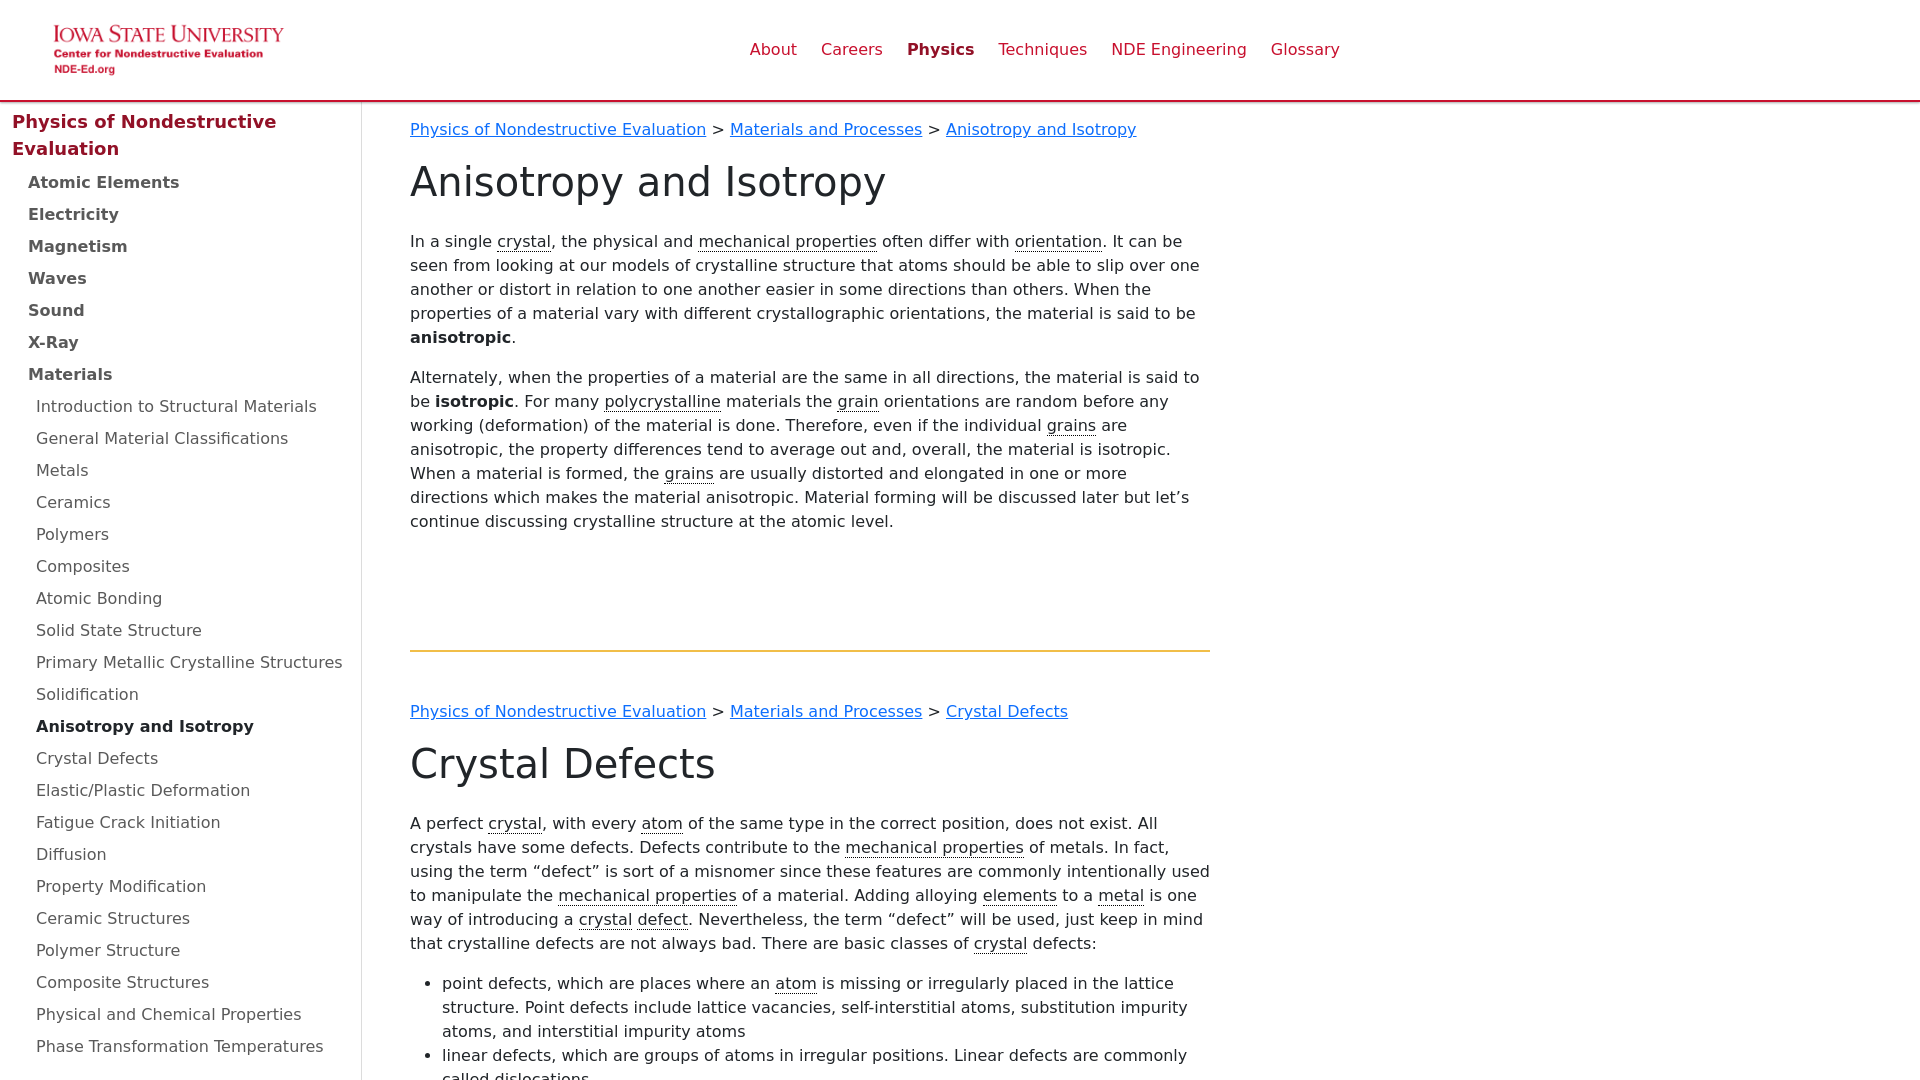 IOWA STATE UNIVERSITY
Center for Nondestructive Evaluation
NDE-Ed.org
About Careers Physics Techniques NDE Engineering Glossary
Physics of Nondestructive
Evaluation
Atomic Elements
Electricity
Magnetism
Waves
Sound
X-Ray
Materials
Introduction to Structural Materials
General Material Classifications
Metals
Ceramics
Polymers
Composites
Atomic Bonding
Solid State Structure
Primary Metallic Crystalline Structures
Solidification
Anisotropy and Isotropy
Crystal Defects
Elastic/Plastic Deformation
Fatigue Crack Initiation
Diffusion
Property Modification
Ceramic Structures
Polymer Structure
Composite Structures
Physical and Chemical Properties
Phase Transformation Temperatures
Physics of Nondestructive Evaluation > Materials and Processes > Anisotropy and Isotropy
Anisotropy and Isotropy
In a single crystal, the physical and mechanical properties often differ with orientation. It can be
seen from looking at our models of crystalline structure that atoms should be able to slip over one
another or distort in relation to one another easier in some directions than others. When the
properties of a material vary with different crystallographic orientations, the material is said to be
anisotropic.
Alternately, when the properties of a material are the same in all directions, the material is said to
be isotropic. For many polycrystalline materials the grain orientations are random before any
working (deformation) of the material is done. Therefore, even if the individual grains are
anisotropic, the property differences tend to average out and, overall, the material is isotropic.
When a material is formed, the grains are usually distorted and elongated in one or more
directions which makes the material anisotropic. Material forming will be discussed later but let’s
continue discussing crystalline structure at the atomic level.
Physics of Nondestructive Evaluation > Materials and Processes > Crystal Defects
Crystal Defects
A perfect crystal, with every atom of the same type in the correct position, does not exist. All
crystals have some defects. Defects contribute to the mechanical properties of metals. In fact,
using the term “defect” is sort of a misnomer since these features are commonly intentionally used
to manipulate the mechanical properties of a material. Adding alloying elements to a metal is one
way of introducing a crystal defect. Nevertheless, the term “defect” will be used, just keep in mind
that crystalline defects are not always bad. There are basic classes of crystal defects:
• point defects, which are places where an atom is missing or irregularly placed in the lattice
structure. Point defects include lattice vacancies, self-interstitial atoms, substitution impurity
atoms, and interstitial impurity atoms
• linear defects, which are groups of atoms in irregular positions. Linear defects are commonly
called dislocations